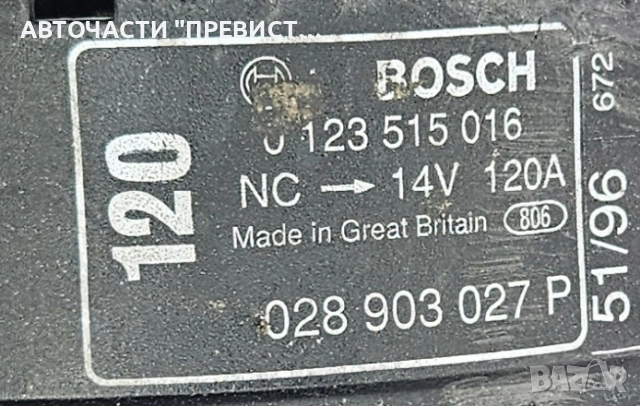 АВТОЧАСТИ "ПРЕВИСТ...
120
BOSCH
0 123 515 016
NC → 14V 120A
Made in Great Britain 806
028 903 027 P
51/96 672
BAZAR